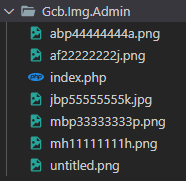 Gcb.Img.Admin
abp44444444a.png
af22222222j.png
index.php
jbp55555555k.jpg
mbp33333333p.png
mh11111111h.png
untitled.png